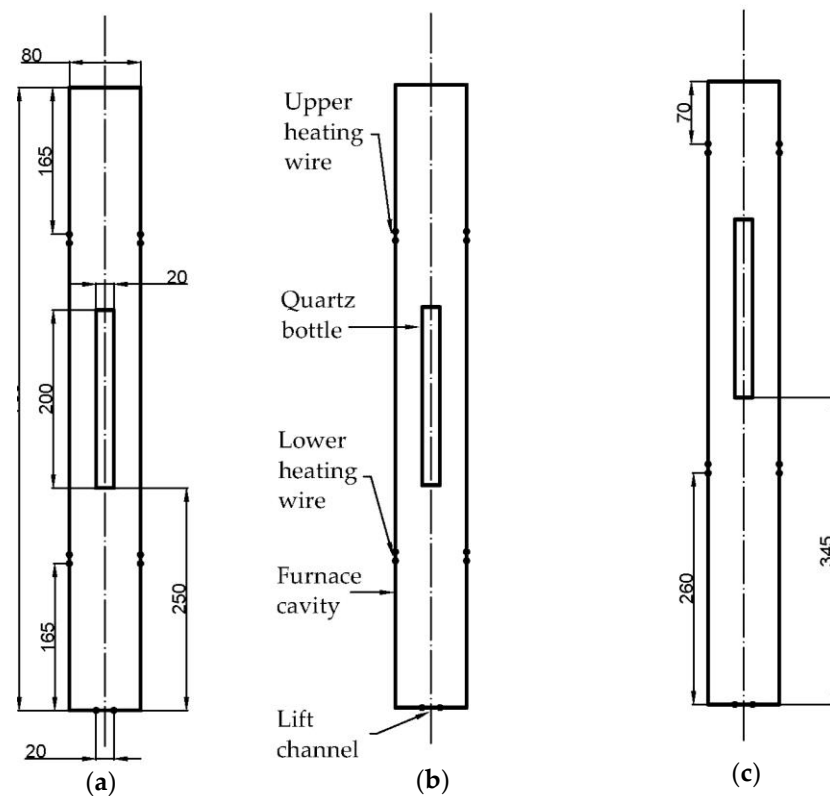 80
165
20
200
250
165
20
(a)
Upper
heating
wire
Quartz
bottle
Lower
heating
wire
Furnace
cavity
Lift
channel
(b)
70
260
345
(c)